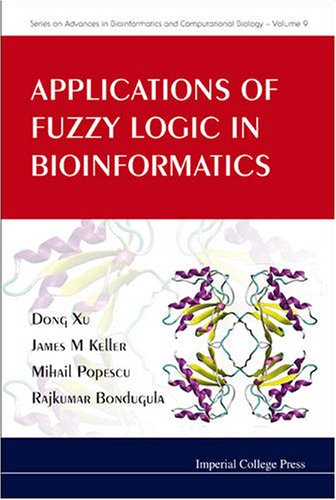 Series on Advances in Bioinformatics and Computational Biology – Volume 9
APPLICATIONS OF
FUZZY LOGIC IN
BIOINFORMATICS
Dong Xu
James M Keller
Mihail Popescu
Rajkumar Bondugula
Imperial College Press